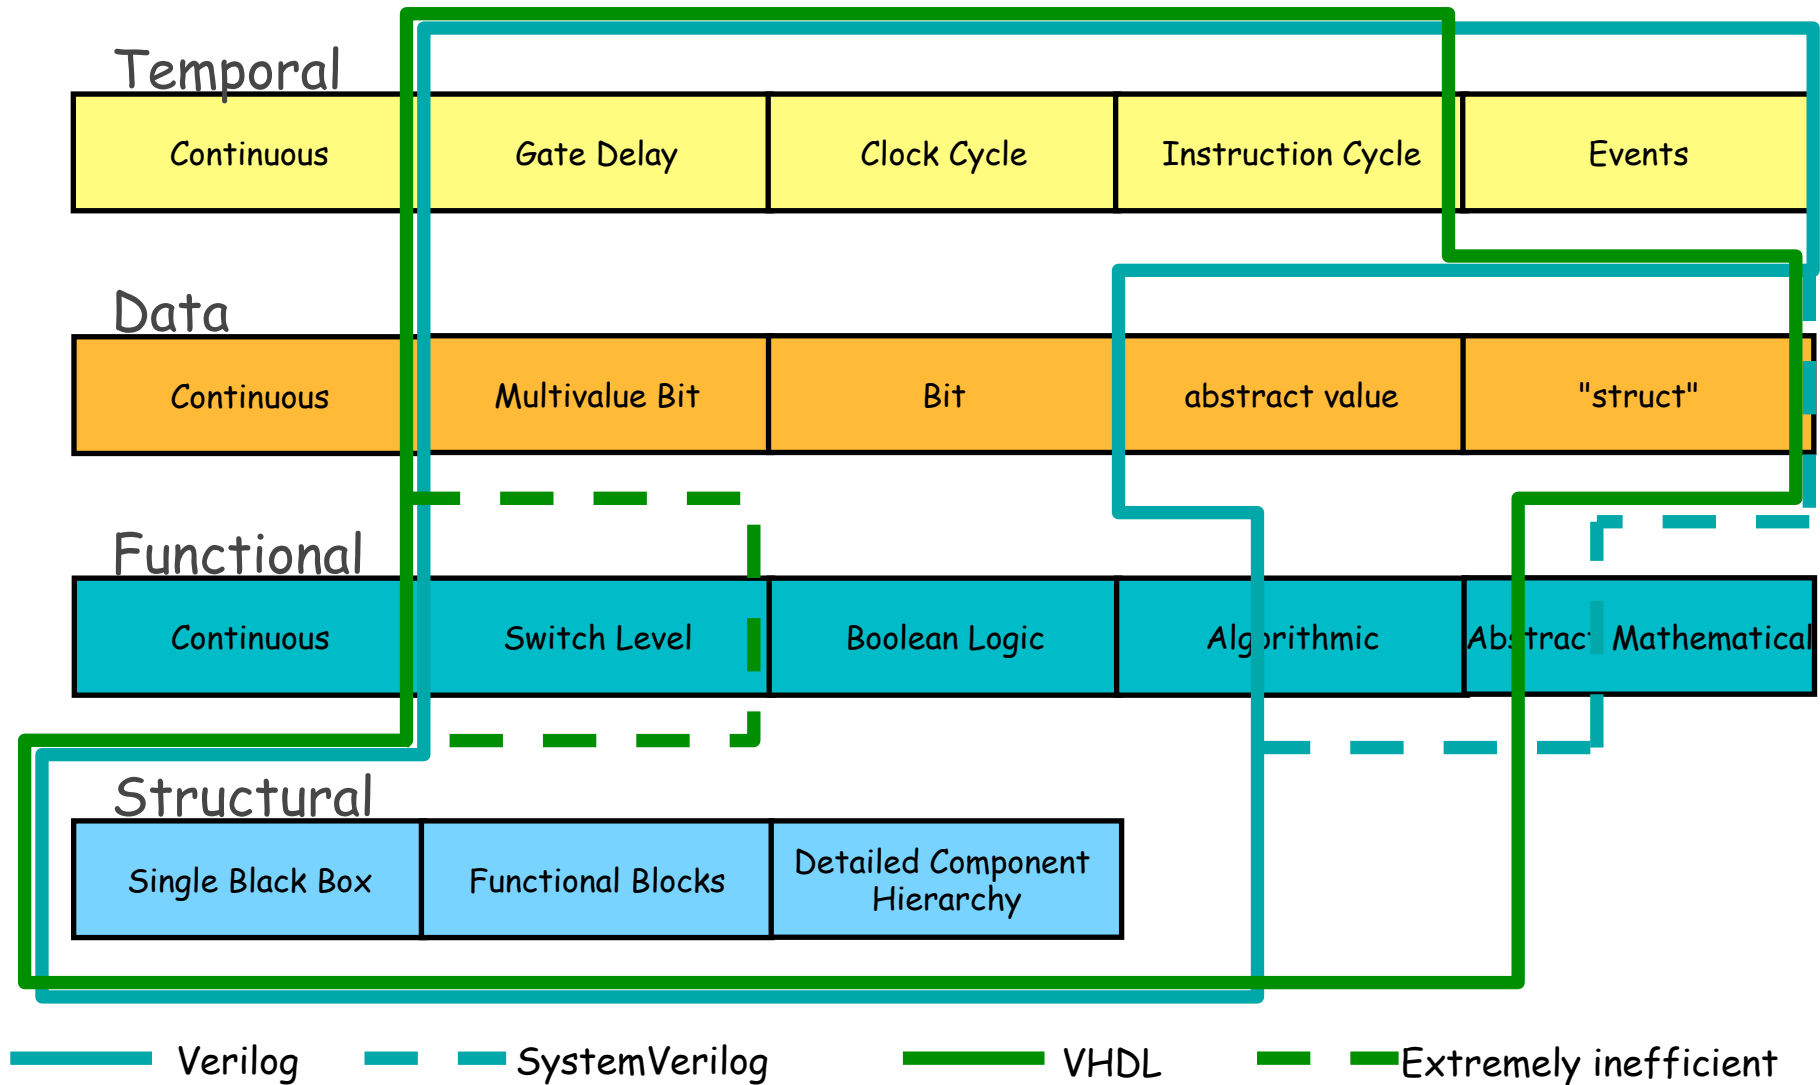 Temporal
Continuous
Gate Delay
Clock Cycle
Instruction Cycle
Events
Data
Continuous
Multivalue Bit
Bit
abstract value
"struct"
Functional
Continuous
Switch Level
Boolean Logic
Algorithmic
Abstract Mathematical
Structural
Single Black Box
Functional Blocks
Detailed Component
Hierarchy
Verilog
SystemVerilog
VHDL
Extremely inefficient